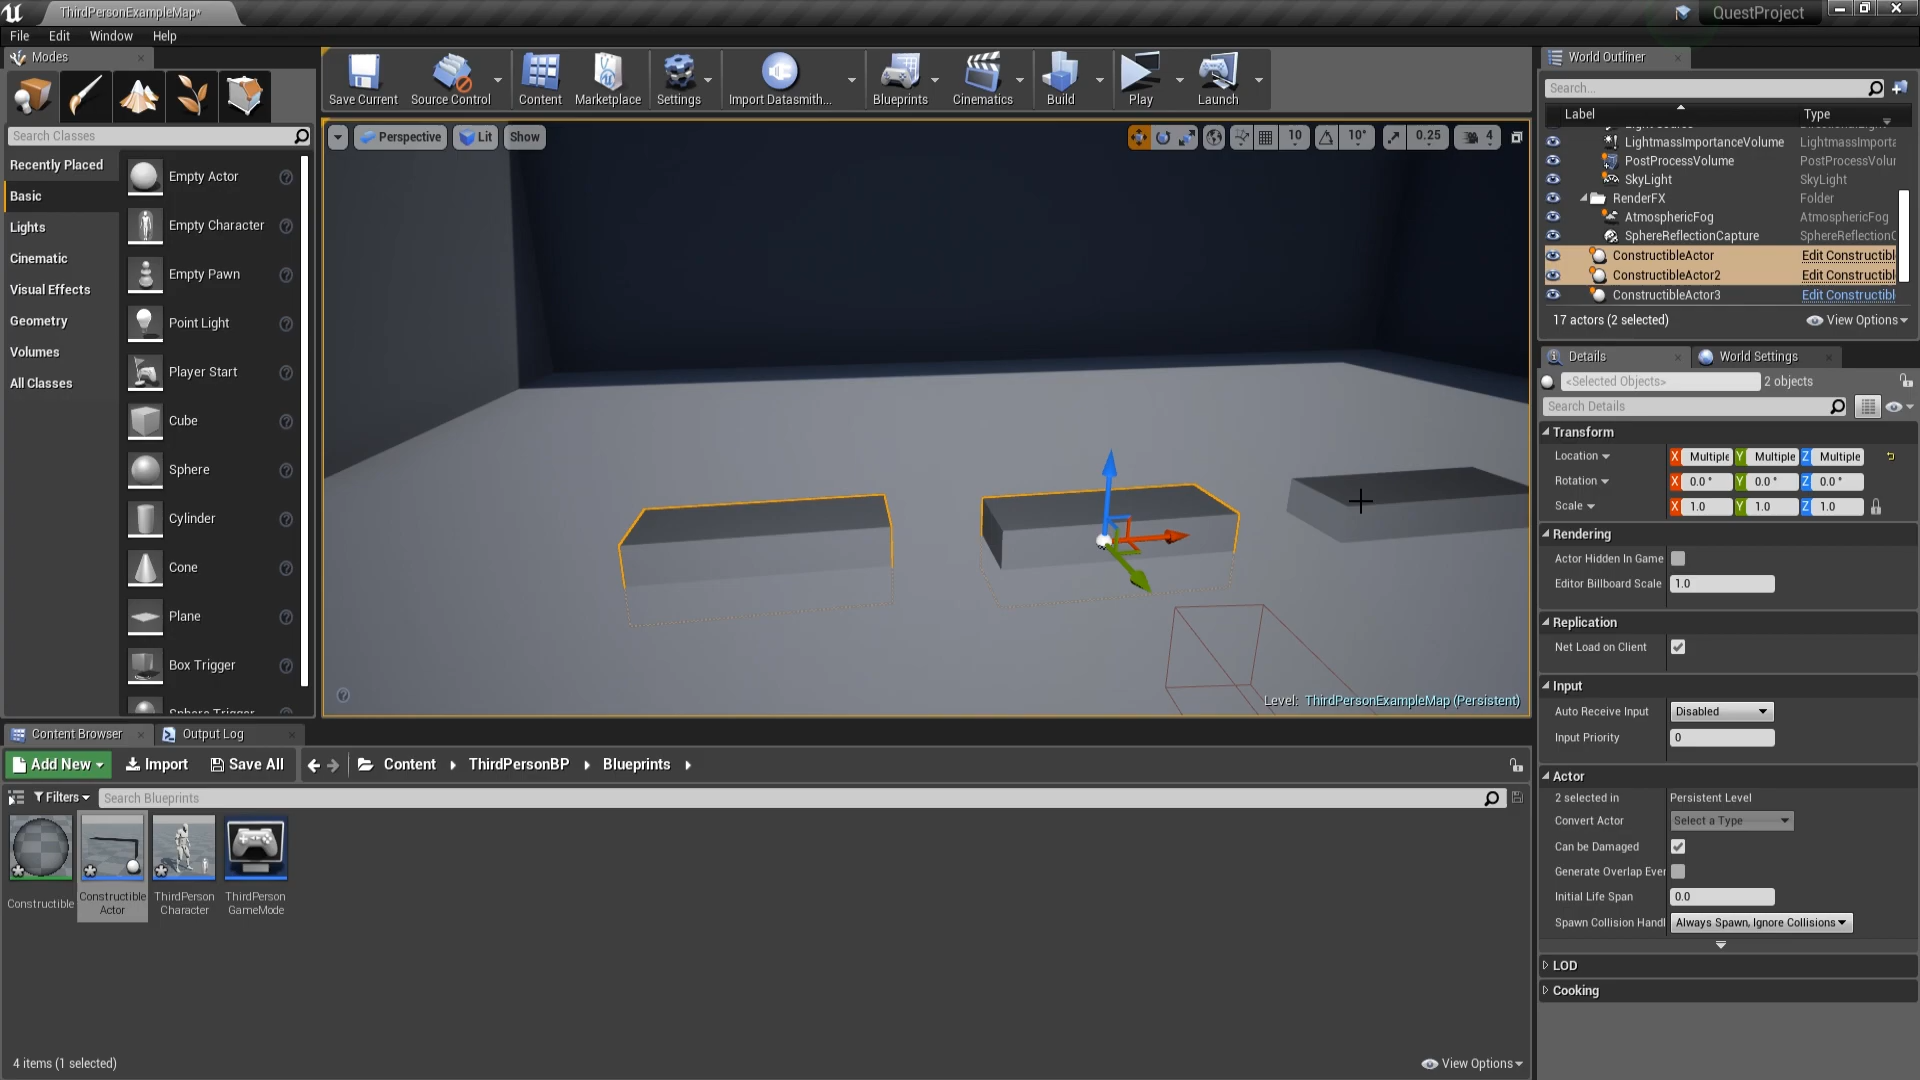 ThirdPersonExampleMap*
QuestProject
File Edit Window Help
Modes
Search Classes
Recently Placed
Basic
Lights
Cinematic
Visual Effects
Geometry
Volumes
All Classes
Empty Actor
Empty Character
Empty Pawn
Point Light
Player Start
Cube
Sphere
Cylinder
Cone
Plane
Box Trigger
Sphere Trigger
Save Current Source Control Content Marketplace Settings Import Datasmith... Blueprints Cinematics Build Play Launch
Perspective Lit Show
10 10° 0.25 4
Level: ThirdPersonExampleMap (Persistent)
World Outliner
Search...
Label Type
LightmassImportanceVolume LightmassImporta
PostProcessVolume PostProcessVolur
SkyLight SkyLight
RenderFX Folder
AtmosphericFog AtmosphericFog
SphereReflectionCapture SphereReflectionC
ConstructibleActor Edit Constructibl
ConstructibleActor2 Edit Constructibl
ConstructibleActor3 Edit Constructibl
17 actors (2 selected) View Options
Details World Settings
<Selected Objects> 2 objects
Search Details
Transform
Location X Multiple Y Multiple Z Multiple
Rotation X 0.0 ° Y 0.0 ° Z 0.0 °
Scale X 1.0 Y 1.0 Z 1.0
Rendering
Actor Hidden In Game
Editor Billboard Scale 1.0
Replication
Net Load on Client
Input
Auto Receive Input Disabled
Input Priority 0
Actor
2 selected in Persistent Level
Convert Actor Select a Type
Can be Damaged
Generate Overlap Ever
Initial Life Span 0.0
Spawn Collision Handl Always Spawn, Ignore Collisions
LOD
Cooking
Content Browser Output Log
Add New Import Save All Content ThirdPersonBP Blueprints
Filters Search Blueprints
Constructible
Constructible
Actor
ThirdPerson
Character
ThirdPerson
GameMode
4 items (1 selected) View Options